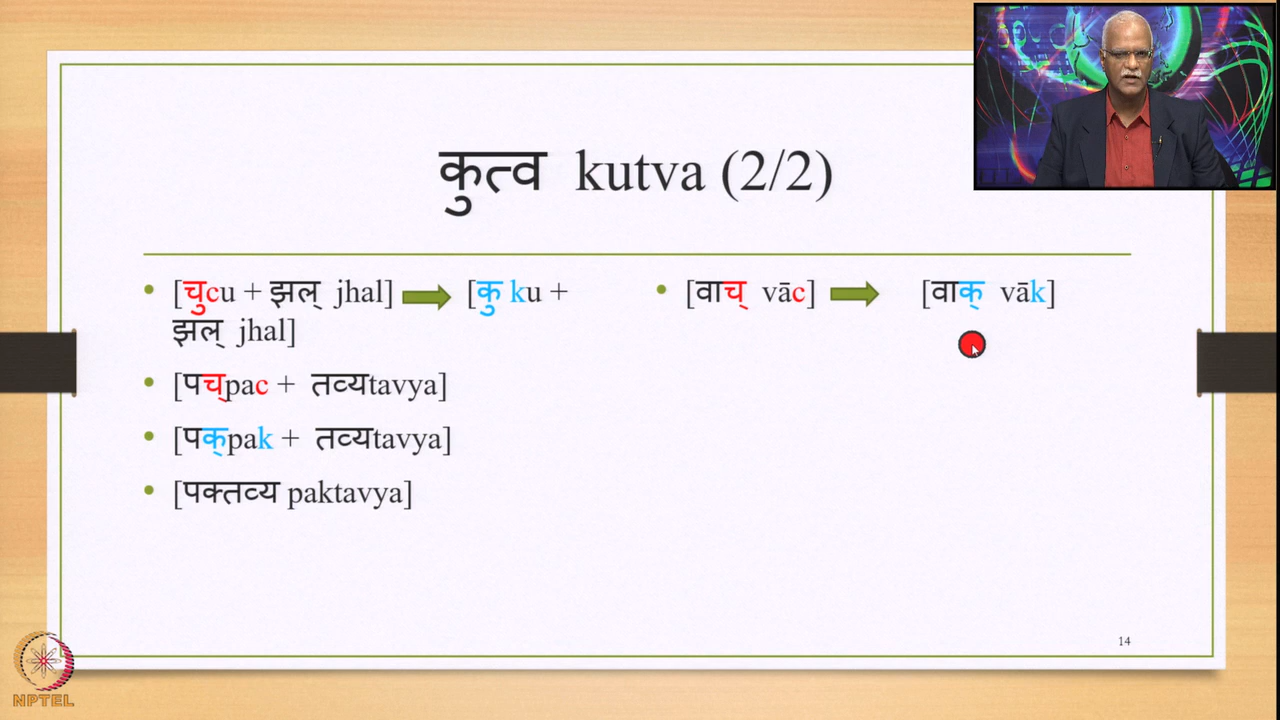 कुत्व kutva (2/2)
• [चुcu + झल् jhal] [कु ku +
झल् jhal]
• [पच्pac + तव्यtavya]
• [पक्pak + तव्यtavya]
• [पक्तव्य paktavya]
• [वाच् vāc] [वाक् vāk]
14
NPTEL